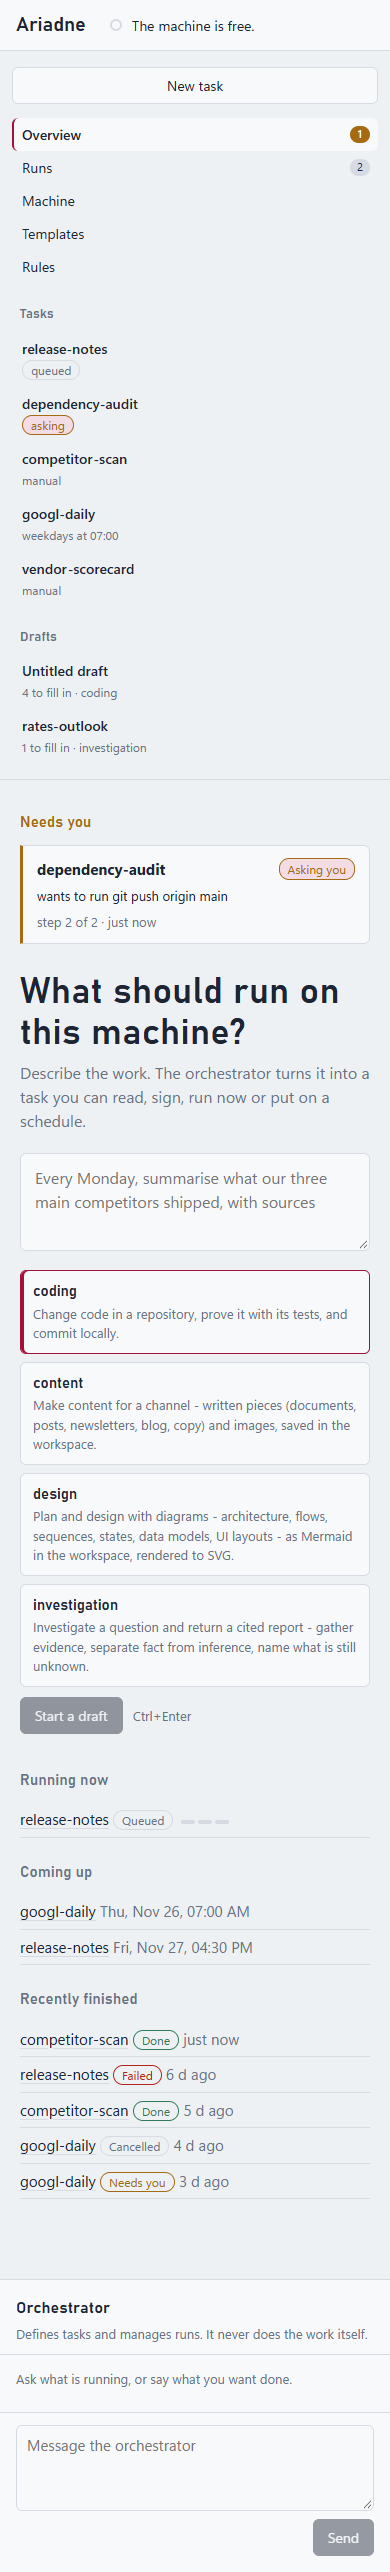 Ariadne The machine is free.
New task
Overview 1
Runs 2
Machine
Templates
Rules
Tasks
release-notes
queued
dependency-audit
asking
competitor-scan
manual
googl-daily
weekdays at 07:00
vendor-scorecard
manual
Drafts
Untitled draft
4 to fill in · coding
rates-outlook
1 to fill in · investigation
Needs you
dependency-audit Asking you
wants to run git push origin main
step 2 of 2 · just now
What should run on
this machine?
Describe the work. The orchestrator turns it into a
task you can read, sign, run now or put on a
schedule.
Every Monday, summarise what our three
main competitors shipped, with sources
coding
Change code in a repository, prove it with its tests, and
commit locally.
content
Make content for a channel - written pieces (documents,
posts, newsletters, blog, copy) and images, saved in the
workspace.
design
Plan and design with diagrams - architecture, flows,
sequences, states, data models, UI layouts - as Mermaid
in the workspace, rendered to SVG.
investigation
Investigate a question and return a cited report - gather
evidence, separate fact from inference, name what is still
unknown.
Start a draft Ctrl+Enter
Running now
release-notes Queued
Coming up
googl-daily Thu, Nov 26, 07:00 AM
release-notes Fri, Nov 27, 04:30 PM
Recently finished
competitor-scan Done just now
release-notes Failed 6 d ago
competitor-scan Done 5 d ago
googl-daily Cancelled 4 d ago
googl-daily Needs you 3 d ago
Orchestrator
Defines tasks and manages runs. It never does the work itself.
Ask what is running, or say what you want done.
Message the orchestrator
Send